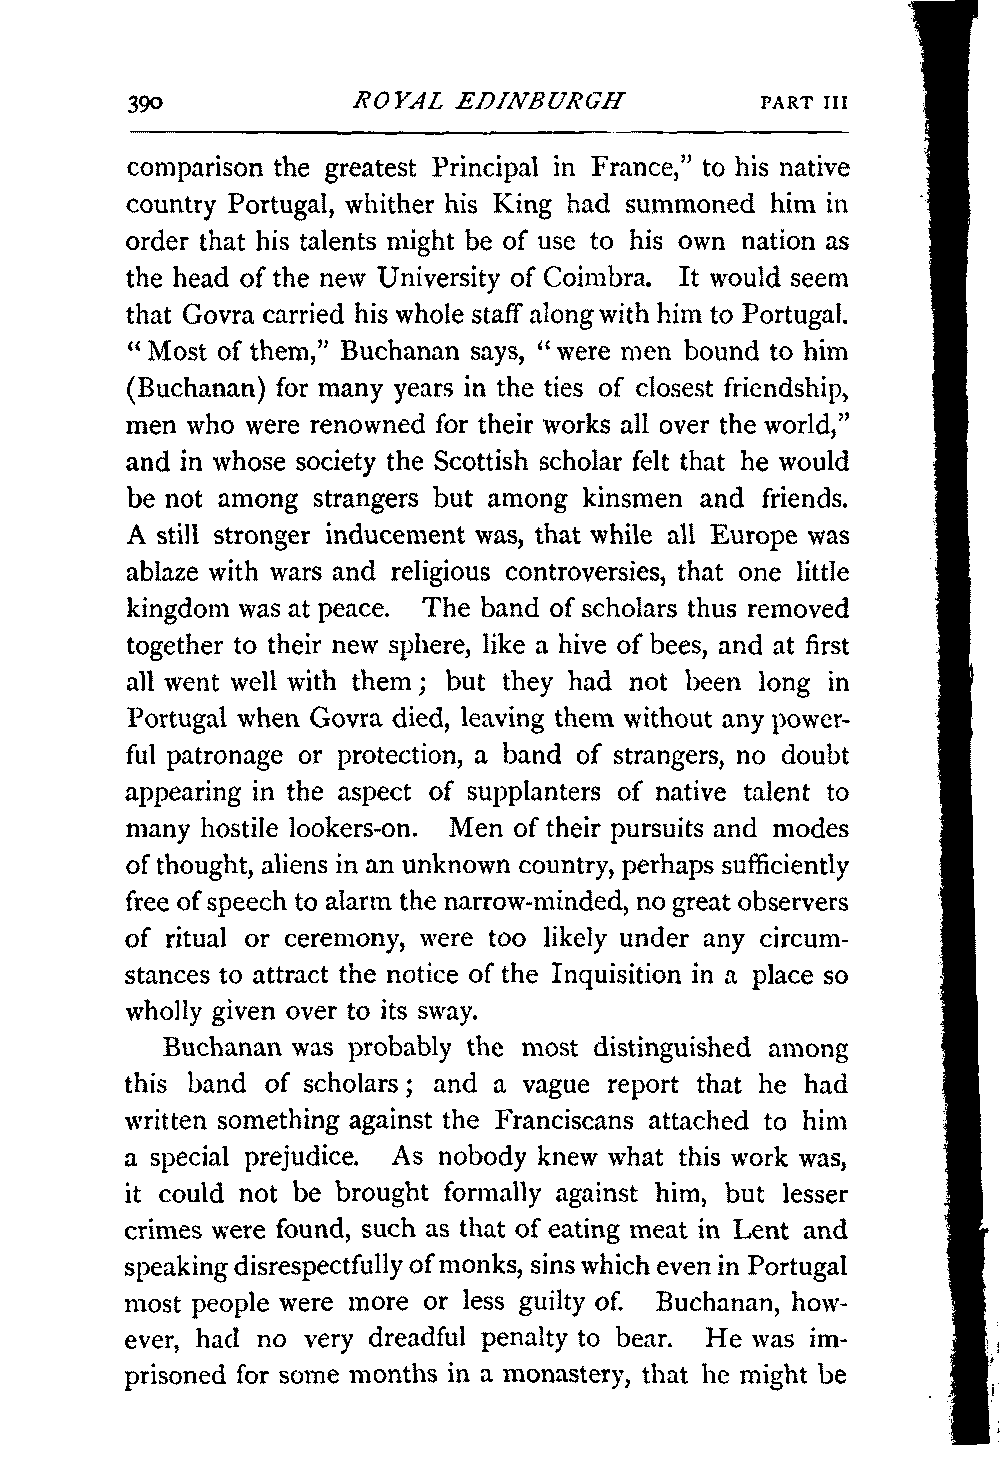 390 ROYAL EDINBURGH PART III
comparison the greatest Principal in France," to his native
country Portugal, whither his King had summoned him in
order that his talents might be of use to his own nation as
the head of the new University of Coimbra. It would seem
that Govra carried his whole staff along with him to Portugal.
"Most of them," Buchanan says, "were men bound to him
(Buchanan) for many years in the ties of closest friendship,
men who were renowned for their works all over the world,"
and in whose society the Scottish scholar felt that he would
be not among strangers but among kinsmen and friends.
A still stronger inducement was, that while all Europe was
ablaze with wars and religious controversies, that one little
kingdom was at peace. The band of scholars thus removed
together to their new sphere, like a hive of bees, and at first
all went well with them; but they had not been long in
Portugal when Govra died, leaving them without any power-
ful patronage or protection, a band of strangers, no doubt
appearing in the aspect of supplanters of native talent to
many hostile lookers-on. Men of their pursuits and modes
of thought, aliens in an unknown country, perhaps sufficiently
free of speech to alarm the narrow-minded, no great observers
of ritual or ceremony, were too likely under any circum-
stances to attract the notice of the Inquisition in a place so
wholly given over to its sway.
Buchanan was probably the most distinguished among
this band of scholars; and a vague report that he had
written something against the Franciscans attached to him
a special prejudice. As nobody knew what this work was,
it could not be brought formally against him, but lesser
crimes were found, such as that of eating meat in Lent and
speaking disrespectfully of monks, sins which even in Portugal
most people were more or less guilty of. Buchanan, how-
ever, had no very dreadful penalty to bear. He was im-
prisoned for some months in a monastery, that he might be